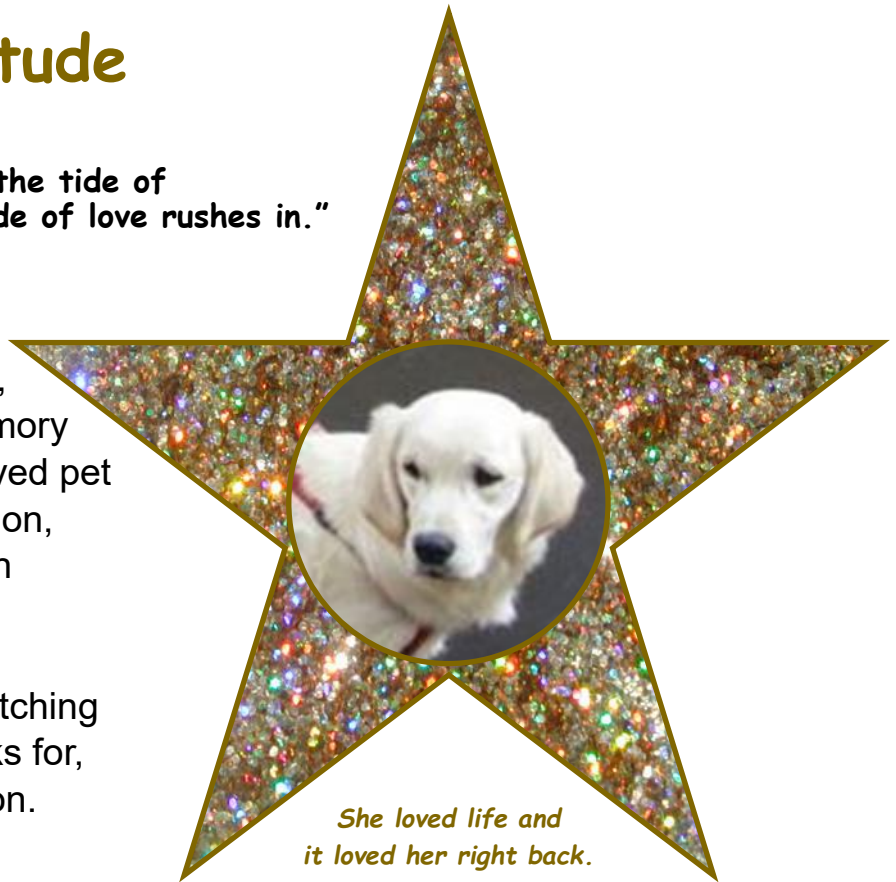 tude
the tide of
de of love rushes in.”
,
mory
ved pet
on,
n
tching
ks for,
on.
She loved life and
it loved her right back.